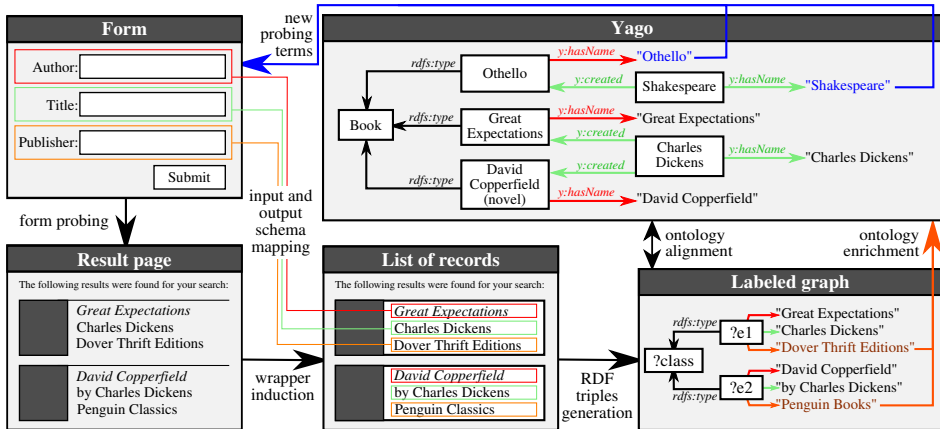 Form
Author:
Title:
Publisher:
Submit
new
probing
terms
Yago
rdfs:type
Othello
y:hasName
"Othello"
y:created
Shakespeare
y:hasName
"Shakespeare"
Book
rdfs:type
Great
Expectations
y:hasName
"Great Expectations"
y:created
Charles
Dickens
y:hasName
"Charles Dickens"
y:created
rdfs:type
David
Copperfield
(novel)
y:hasName
"David Copperfield"
form probing
input and
output
schema
mapping
ontology
alignment
ontology
enrichment
Result page
The following results were found for your search:
Great Expectations
Charles Dickens
Dover Thrift Editions
David Copperfield
by Charles Dickens
Penguin Classics
wrapper
induction
List of records
The following results were found for your search:
Great Expectations
Charles Dickens
Dover Thrift Editions
David Copperfield
by Charles Dickens
Penguin Classics
RDF
triples
generation
Labeled graph
?class
rdfs:type
?e1
"Great Expectations"
"Charles Dickens"
"Dover Thrift Editions"
rdfs:type
?e2
"David Copperfield"
"by Charles Dickens"
"Penguin Books"